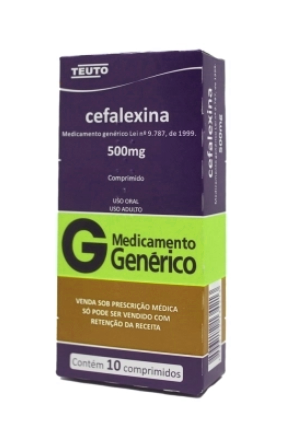 TEUTO
cefalexina
Medicamento genérico Lei nº 9.787, de 1999.
500mg
Comprimido
USO ORAL
USO ADULTO
G Medicamento
Genérico
VENDA SOB PRESCRIÇÃO MÉDICA
SÓ PODE SER VENDIDO COM
RETENÇÃO DA RECEITA
Contém 10 comprimidos
cefalexina
500mg